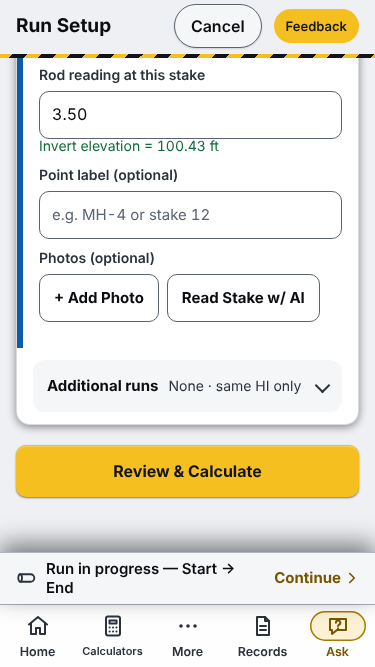 Run Setup
Cancel
Feedback
Rod reading at this stake
3.50
Invert elevation = 100.43 ft
Point label (optional)
e.g. MH-4 or stake 12
Photos (optional)
+ Add Photo
Read Stake w/ AI
Additional runs None · same HI only
Review & Calculate
Run in progress — Start →
End
Continue
Home
Calculators
More
Records
Ask